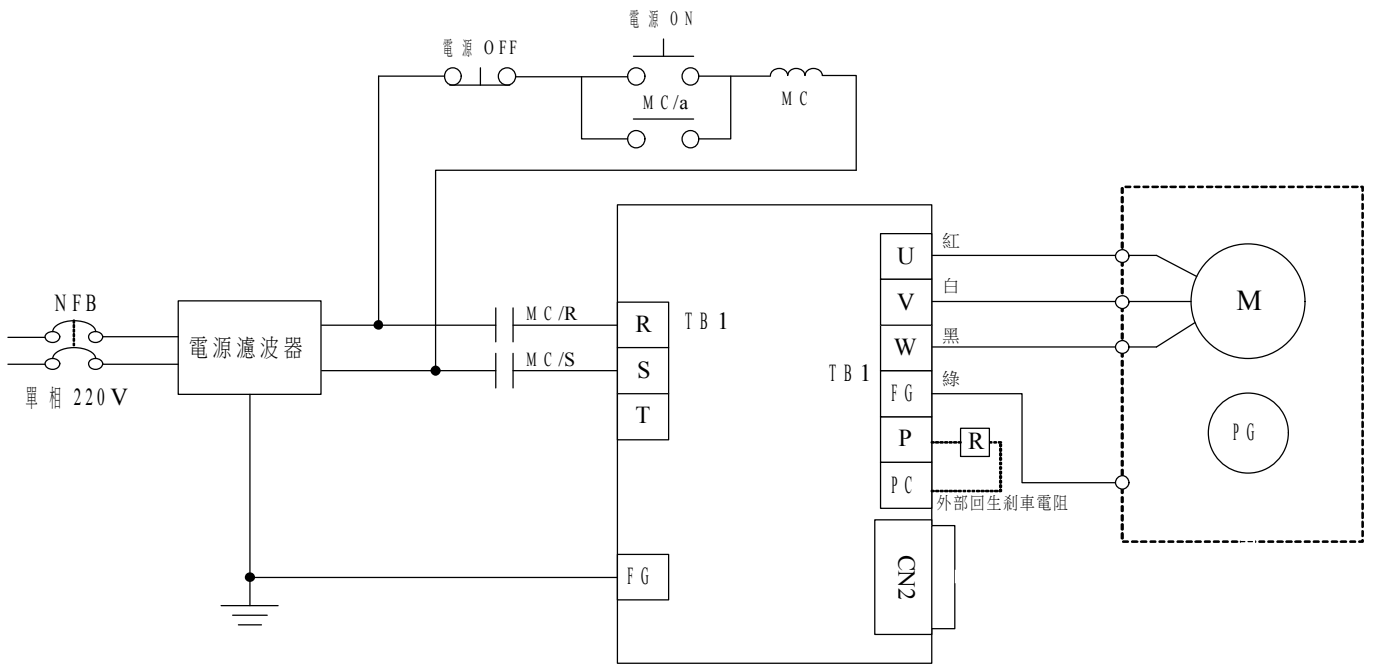 電源 ON
電源 OFF
MC/a
MC
NFB
電源濾波器
單相 220V
MC/R
MC/S
R
S
T
TB1
FG
U
V
W
FG
P
PC
TB1
CN2
紅
白
黑
綠
R
外部回生剎車電阻
M
PG